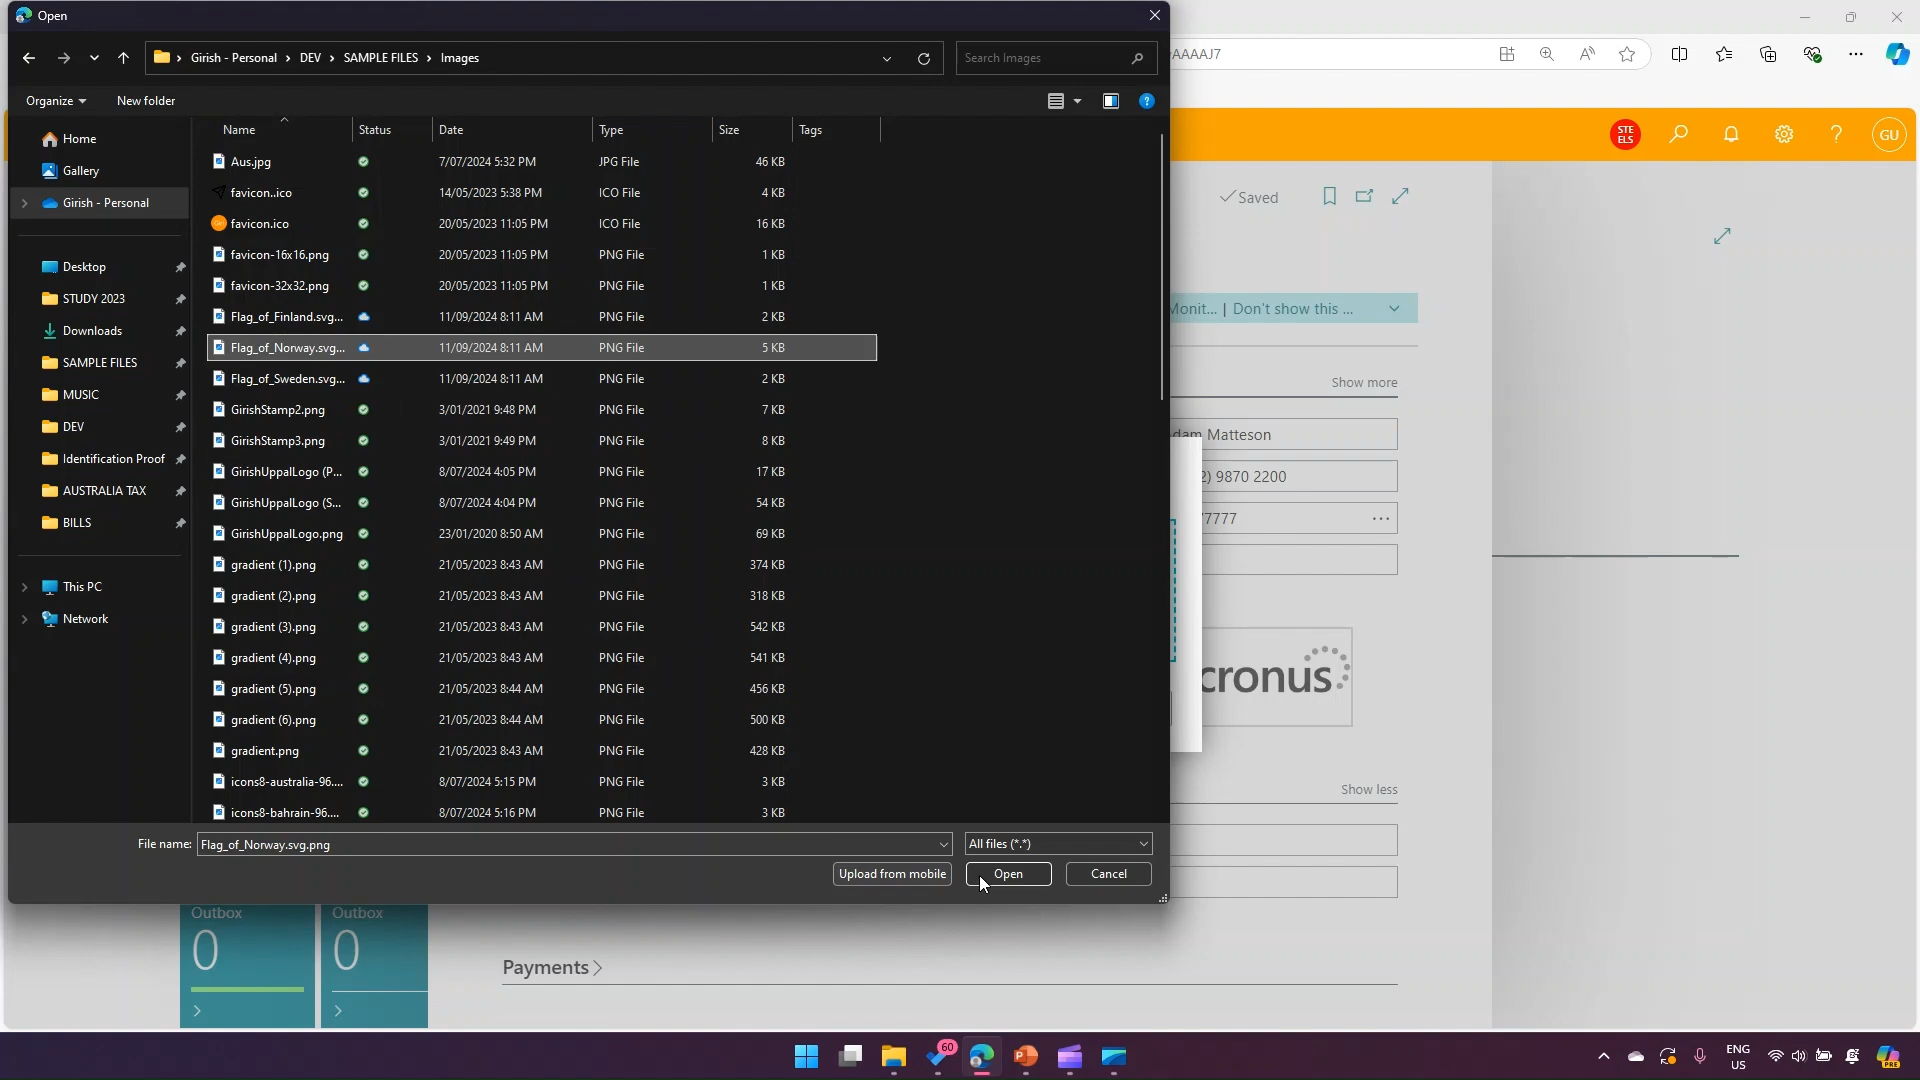 Open
Girish - Personal > DEV > SAMPLE FILES > Images
Search Images
AAAAJ7
Organize
New folder
Name Status Date Type Size Tags
Home
Gallery
Girish - Personal
Desktop
STUDY 2023
Downloads
SAMPLE FILES
MUSIC
DEV
Identification Proof
AUSTRALIA TAX
BILLS
This PC
Network
Aus.jpg 7/07/2024 5:32 PM JPG File 46 KB
favicon..ico 14/05/2023 5:38 PM ICO File 4 KB
favicon.ico 20/05/2023 11:05 PM ICO File 16 KB
favicon-16x16.png 20/05/2023 11:05 PM PNG File 1 KB
favicon-32x32.png 20/05/2023 11:05 PM PNG File 1 KB
Flag_of_Finland.svg... 11/09/2024 8:11 AM PNG File 2 KB
Flag_of_Norway.svg... 11/09/2024 8:11 AM PNG File 5 KB
Flag_of_Sweden.svg... 11/09/2024 8:11 AM PNG File 2 KB
GirishStamp2.png 3/01/2021 9:48 PM PNG File 7 KB
GirishStamp3.png 3/01/2021 9:49 PM PNG File 8 KB
GirishUppalLogo (P... 8/07/2024 4:05 PM PNG File 17 KB
GirishUppalLogo (S... 8/07/2024 4:04 PM PNG File 54 KB
GirishUppalLogo.png 23/01/2020 8:50 AM PNG File 69 KB
gradient (1).png 21/05/2023 8:43 AM PNG File 374 KB
gradient (2).png 21/05/2023 8:43 AM PNG File 318 KB
gradient (3).png 21/05/2023 8:43 AM PNG File 542 KB
gradient (4).png 21/05/2023 8:43 AM PNG File 541 KB
gradient (5).png 21/05/2023 8:44 AM PNG File 456 KB
gradient (6).png 21/05/2023 8:44 AM PNG File 500 KB
gradient.png 21/05/2023 8:43 AM PNG File 428 KB
icons8-australia-96.... 8/07/2024 5:15 PM PNG File 3 KB
icons8-bahrain-96.... 8/07/2024 5:16 PM PNG File 3 KB
File name: Flag_of_Norway.svg.png
All files (*.*)
Upload from mobile
Open
Cancel
STE
ELS
?
GU
Saved
Monit... | Don't show this ...
Show more
dam Matteson
2) 9870 2200
77777 ...
cronus
Show less
Outbox
0
Outbox
0
Payments >
60
ENG
US
PRE